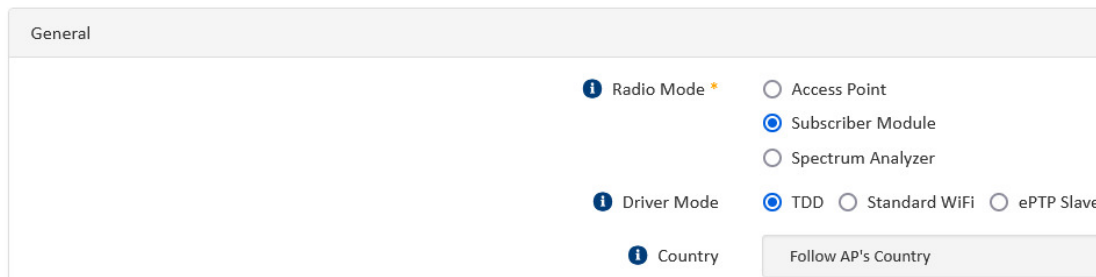 General
Radio Mode * Access Point
Subscriber Module
Spectrum Analyzer
Driver Mode TDD Standard WiFi ePTP Slave
Country Follow AP's Country